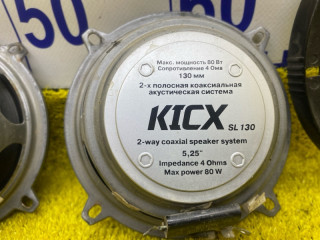 Макс. мощность 80 Вт
Сопротивление 4 Ома
130 мм
2-х полосная коаксиальная
акустическая система
KICX SL 130
2-way coaxial speaker system
5,25"
Impedance 4 Ohms
Max power 80 W